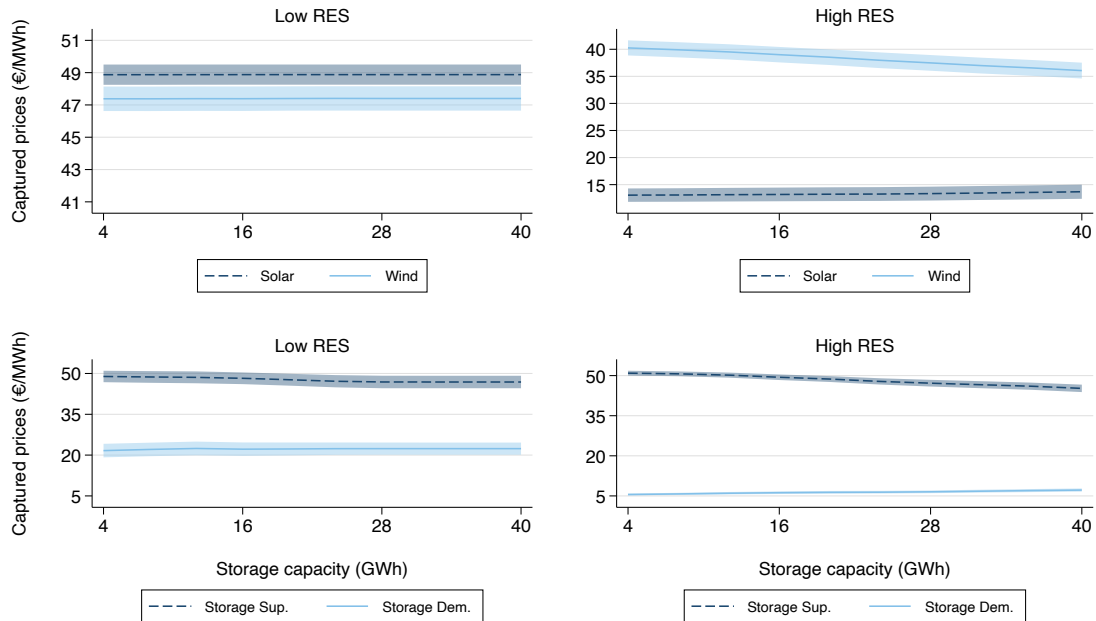 Low RES
Captured prices (€/MWh)
51
49
47
45
43
41
4 16 28 40
Solar Wind
High RES
40
35
30
25
20
15
4 16 28 40
Solar Wind
Low RES
Captured prices (€/MWh)
50
35
20
5
4 16 28 40
Storage capacity (GWh)
Storage Sup. Storage Dem.
High RES
50
35
20
5
4 16 28 40
Storage capacity (GWh)
Storage Sup. Storage Dem.